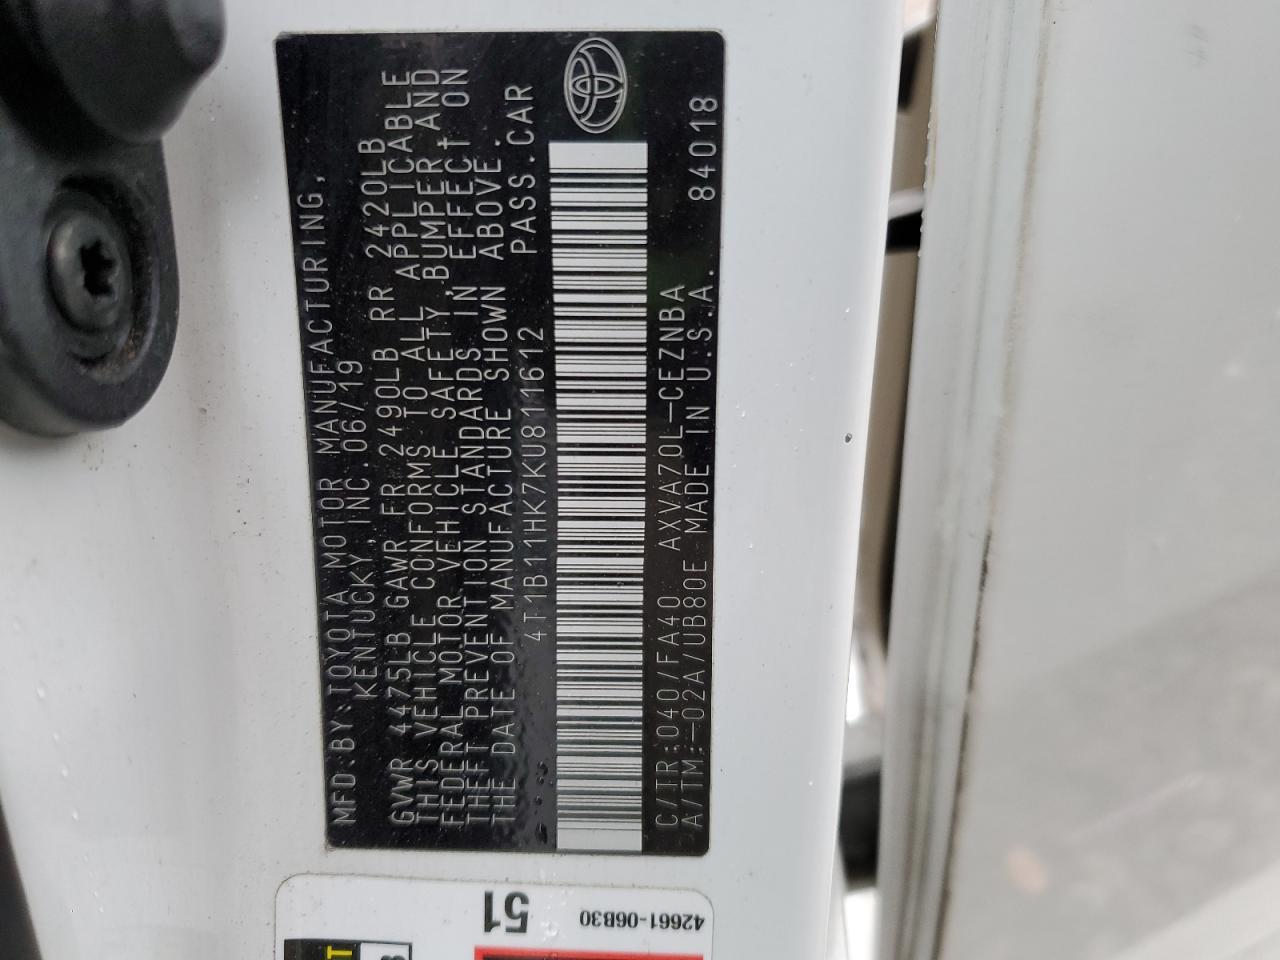 MFD.BY:TOYOTA MOTOR MANUFACTURING,
KENTUCKY, INC. 06/19
GVWR 4475LB GAWR FR 2490LB RR 2420LB
THIS VEHICLE CONFORMS TO ALL APPLICABLE
FEDERAL MOTOR VEHICLE SAFETY, BUMPER, AND
THEFT PREVENTION STANDARDS IN EFFECT ON
THE DATE OF MANUFACTURE SHOWN ABOVE.
4T1B11HK7KU811612 PASS.CAR
C/TR:040/FA40 AXVA70L-CEZNBA
A/TM:-02A/UB80E MADE IN U.S.A. 84018
51
42661-06B30